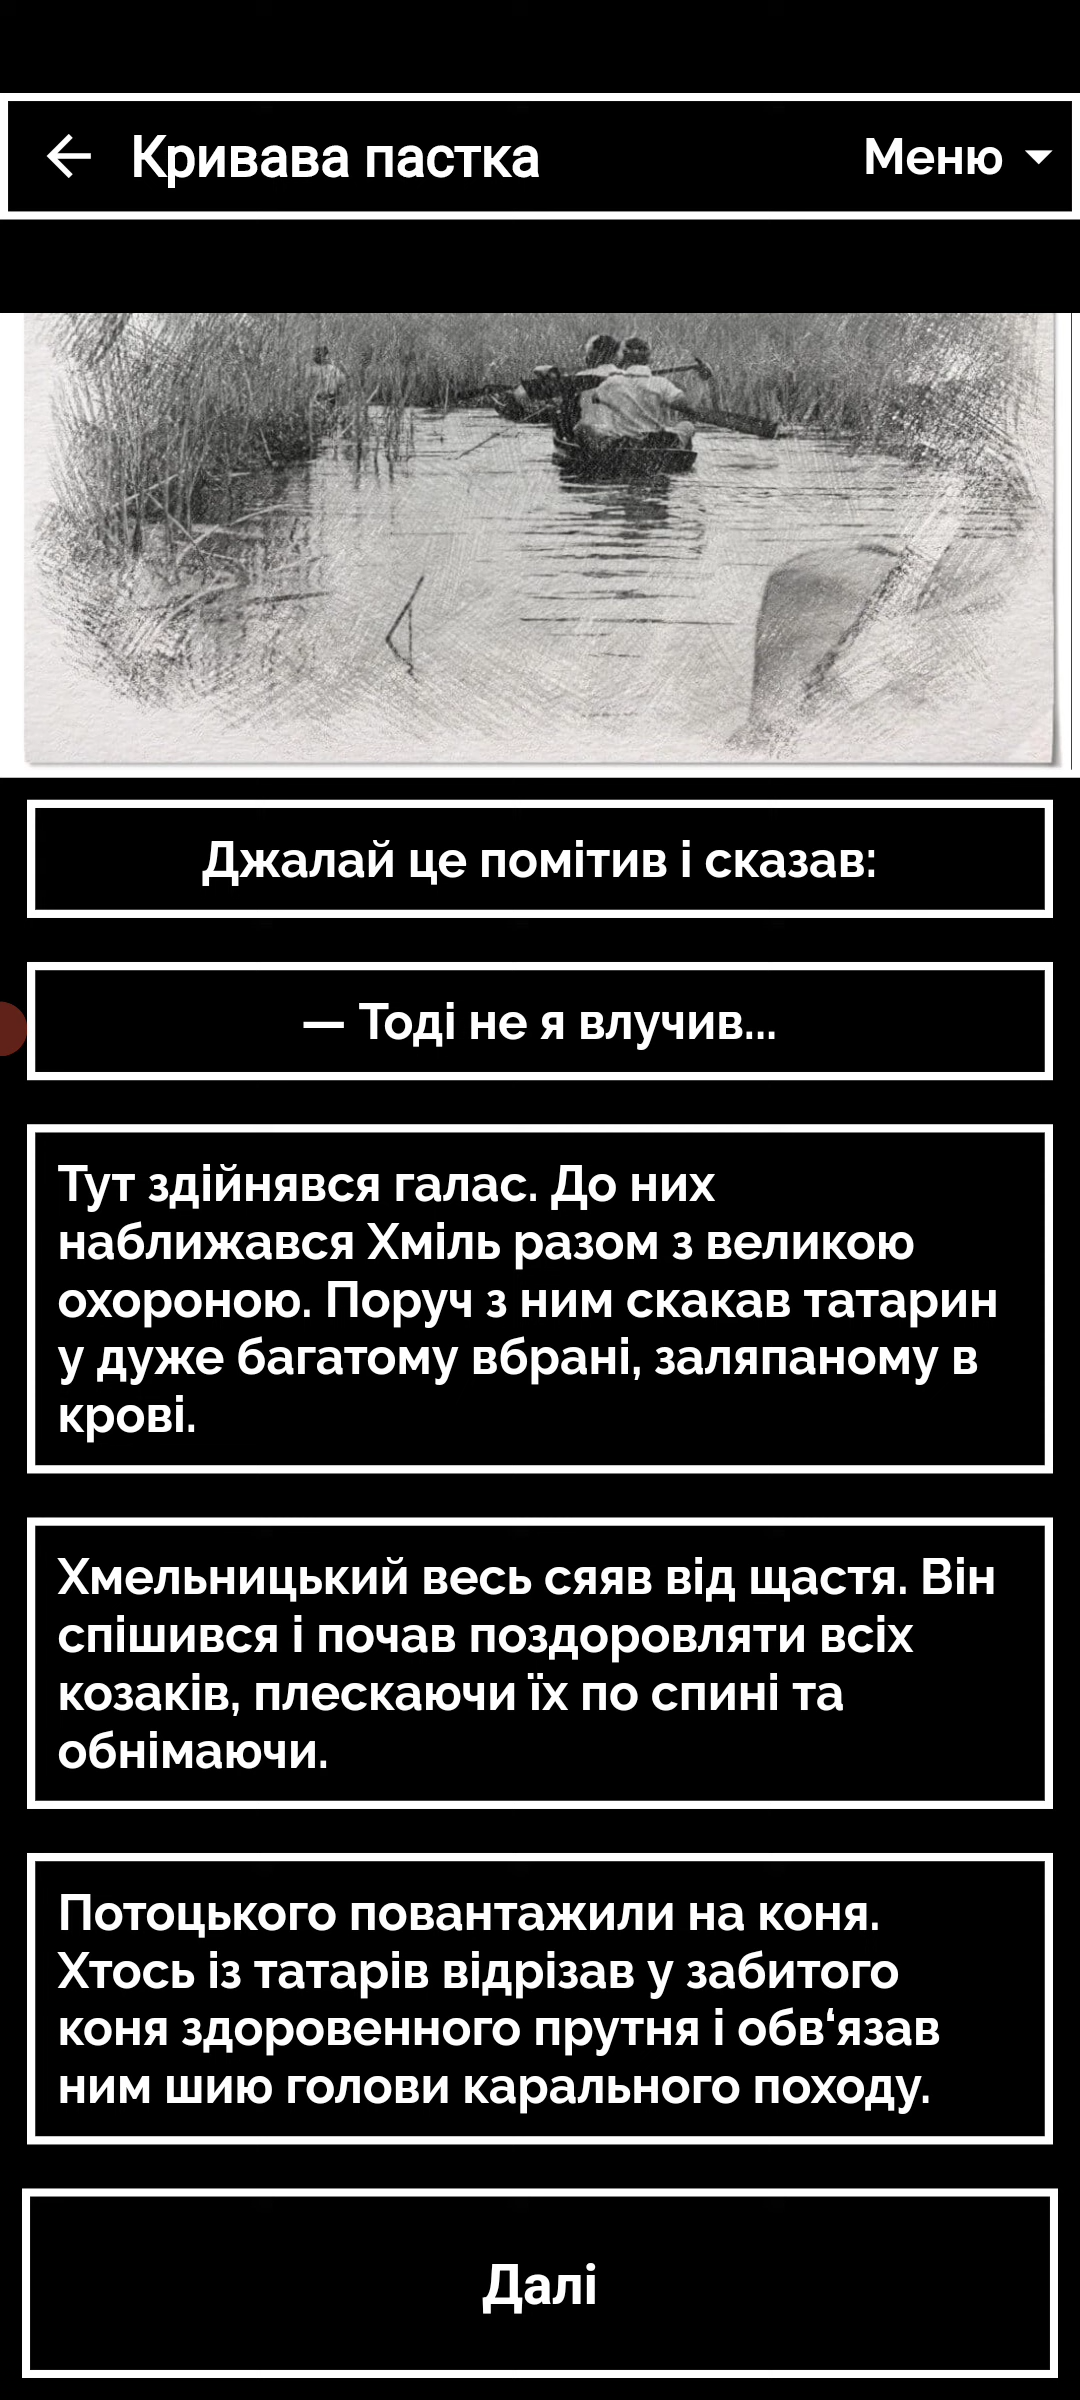 Кривава пастка
Меню
Джалай це помітив і сказав:
— Тоді не я влучив...
Тут здійнявся галас. До них
наближався Хміль разом з великою
охороною. Поруч з ним скакав татарин
у дуже багатому вбрані, заляпаному в
крові.
Хмельницький весь сяяв від щастя. Він
спішився і почав поздоровляти всіх
козаків, плескаючи їх по спині та
обнімаючи.
Потоцького повантажили на коня.
Хтось із татарів відрізав у забитого
коня здоровенного прутня і обв‘язав
ним шию голови карального походу.
Далі